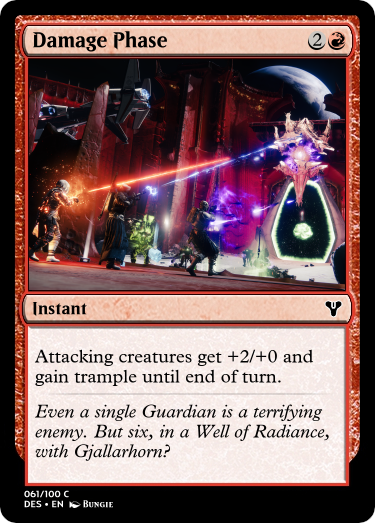 Damage Phase 2
Instant
Attacking creatures get +2/+0 and
gain trample until end of turn.
Even a single Guardian is a terrifying
enemy. But six, in a Well of Radiance,
with Gjallarhorn?
061/100 C
DES • EN Bungie